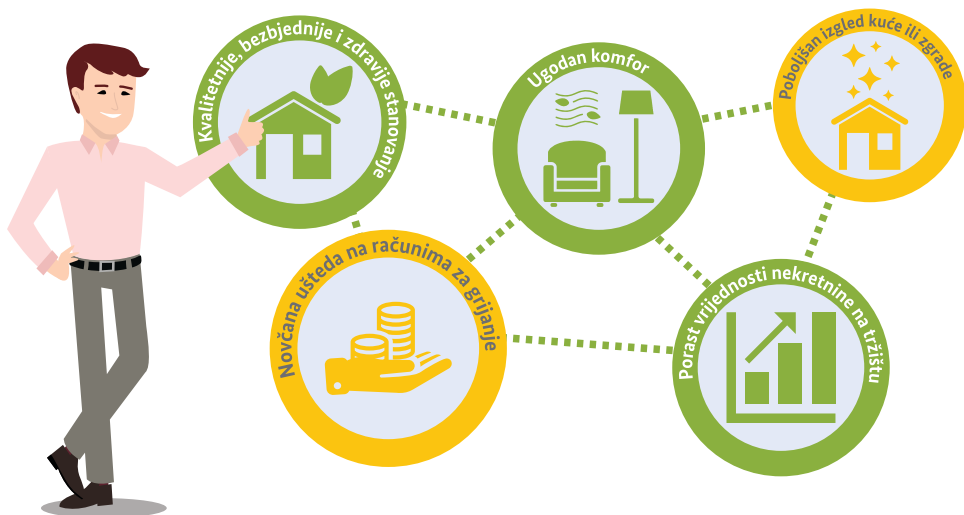 Kvalitetnije, bezbjednije i zdravije stanovanje
Ugodan komfor
Poboljšan izgled kuće ili zgrade
Novčana ušteda na računima za grijanje
Porast vrijednosti nekretnine na tržištu